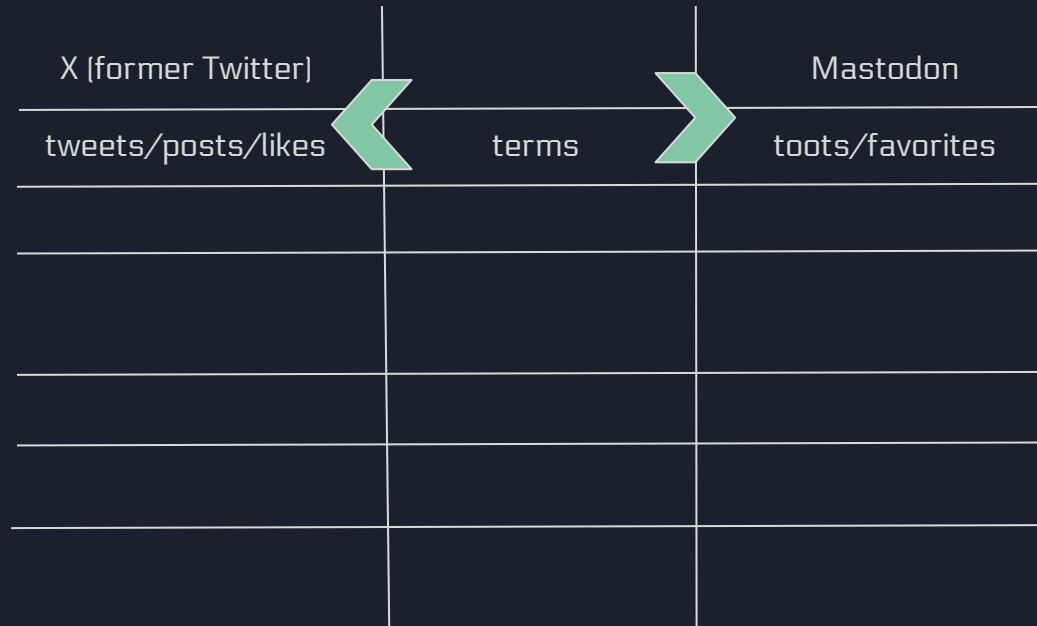 X (former Twitter)
Mastodon
tweets/posts/likes
terms
toots/favorites